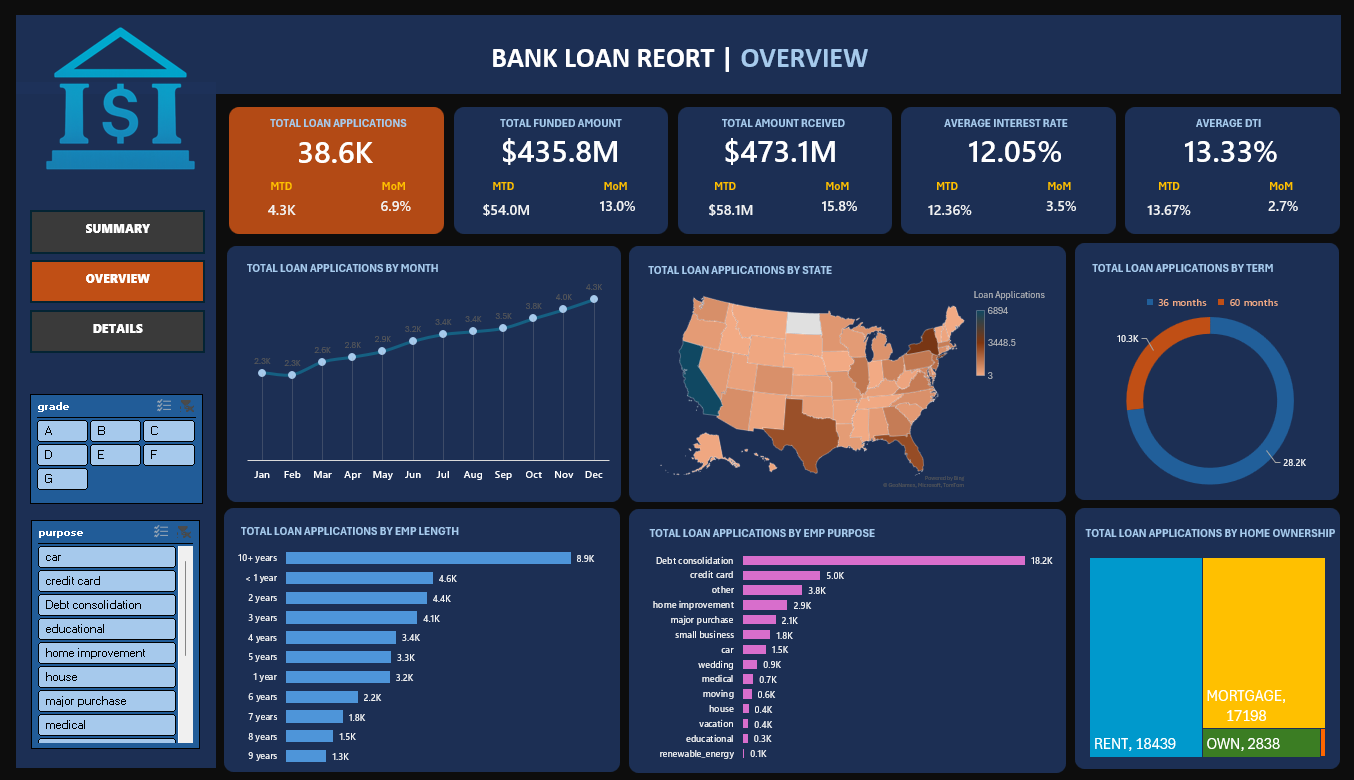 BANK LOAN REORT | OVERVIEW
$
SUMMARY
OVERVIEW
DETAILS
grade
A B C
D E F
G
purpose
car
credit card
Debt consolidation
educational
home improvement
house
major purchase
medical
TOTAL LOAN APPLICATIONS
38.6K
MTD MoM
4.3K 6.9%
TOTAL FUNDED AMOUNT
$435.8M
MTD MoM
$54.0M 13.0%
TOTAL AMOUNT RCEIVED
$473.1M
MTD MoM
$58.1M 15.8%
AVERAGE INTEREST RATE
12.05%
MTD MoM
12.36% 3.5%
AVERAGE DTI
13.33%
MTD MoM
13.67% 2.7%
TOTAL LOAN APPLICATIONS BY MONTH
2.3K 2.3K 2.6K 2.8K 2.9K 3.2K 3.4K 3.4K 3.5K 3.8K 4.0K 4.3K
Jan Feb Mar Apr May Jun Jul Aug Sep Oct Nov Dec
TOTAL LOAN APPLICATIONS BY STATE
Loan Applications
6894
3448.5
3
Powered by Bing
© GeoNames, Microsoft, TomTom
TOTAL LOAN APPLICATIONS BY TERM
36 months 60 months
10.3K
28.2K
TOTAL LOAN APPLICATIONS BY EMP LENGTH
10+ years 8.9K
< 1 year 4.6K
2 years 4.4K
3 years 4.1K
4 years 3.4K
5 years 3.3K
1 year 3.2K
6 years 2.2K
7 years 1.8K
8 years 1.5K
9 years 1.3K
TOTAL LOAN APPLICATIONS BY EMP PURPOSE
Debt consolidation 18.2K
credit card 5.0K
other 3.8K
home improvement 2.9K
major purchase 2.1K
small business 1.8K
car 1.5K
wedding 0.9K
medical 0.7K
moving 0.6K
house 0.4K
vacation 0.4K
educational 0.3K
renewable_energy 0.1K
TOTAL LOAN APPLICATIONS BY HOME OWNERSHIP
RENT, 18439
MORTGAGE,
17198
OWN, 2838